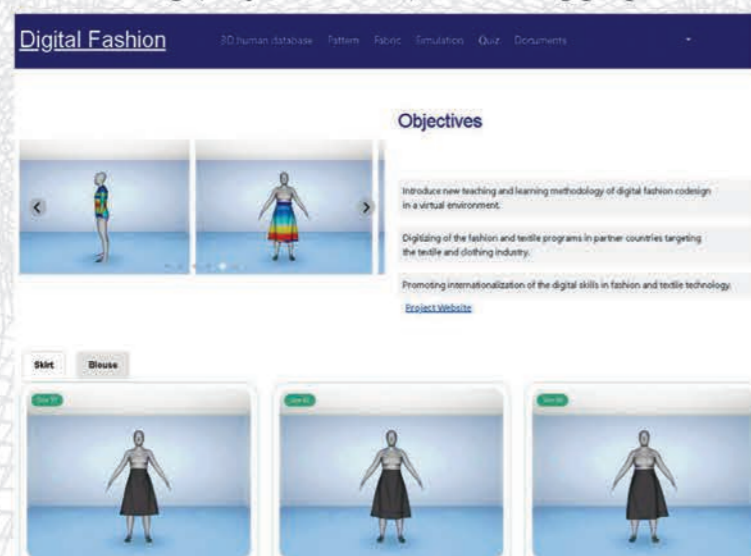 Digital Fashion
3D human database Pattern Fabric Simulation Quiz Documents
Objectives
Introduce new teaching and learning methodology of digital fashion codesign
in a virtual environment.
Digitizing of the fashion and textile programs in partner countries targeting
the textile and clothing industry.
Promoting internationalization of the digital skills in fashion and textile technology.
Project Website
Skirt Blouse